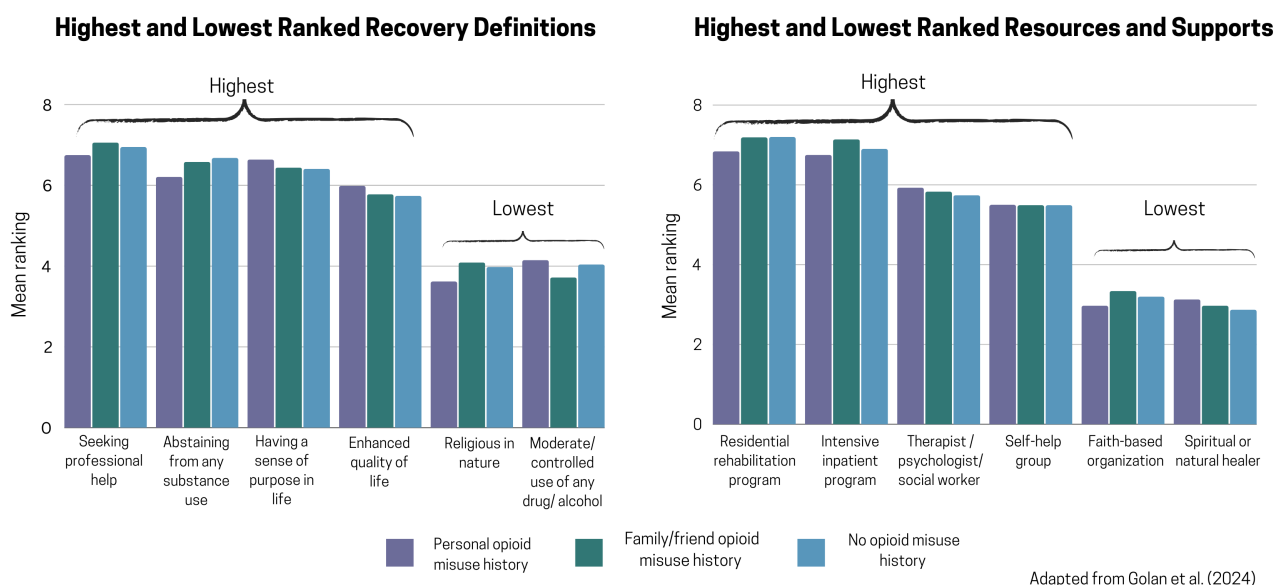 Highest and Lowest Ranked Recovery Definitions
Highest
8
6
4
2
0
Mean ranking
Lowest
Seeking
professional
help
Abstaining
from any
substance
use
Having a
sense of
purpose in
life
Enhanced
quality of
life
Religious in
nature
Moderate/
controlled
use of any
drug/ alcohol
Highest and Lowest Ranked Resources and Supports
Highest
8
6
4
2
0
Mean ranking
Lowest
Residential
rehabilitation
program
Intensive
inpatient
program
Therapist /
psychologist/
social worker
Self-help
group
Faith-based
organization
Spiritual or
natural healer
Personal opioid
misuse history
Family/friend opioid
misuse history
No opioid misuse
history
Adapted from Golan et al. (2024)